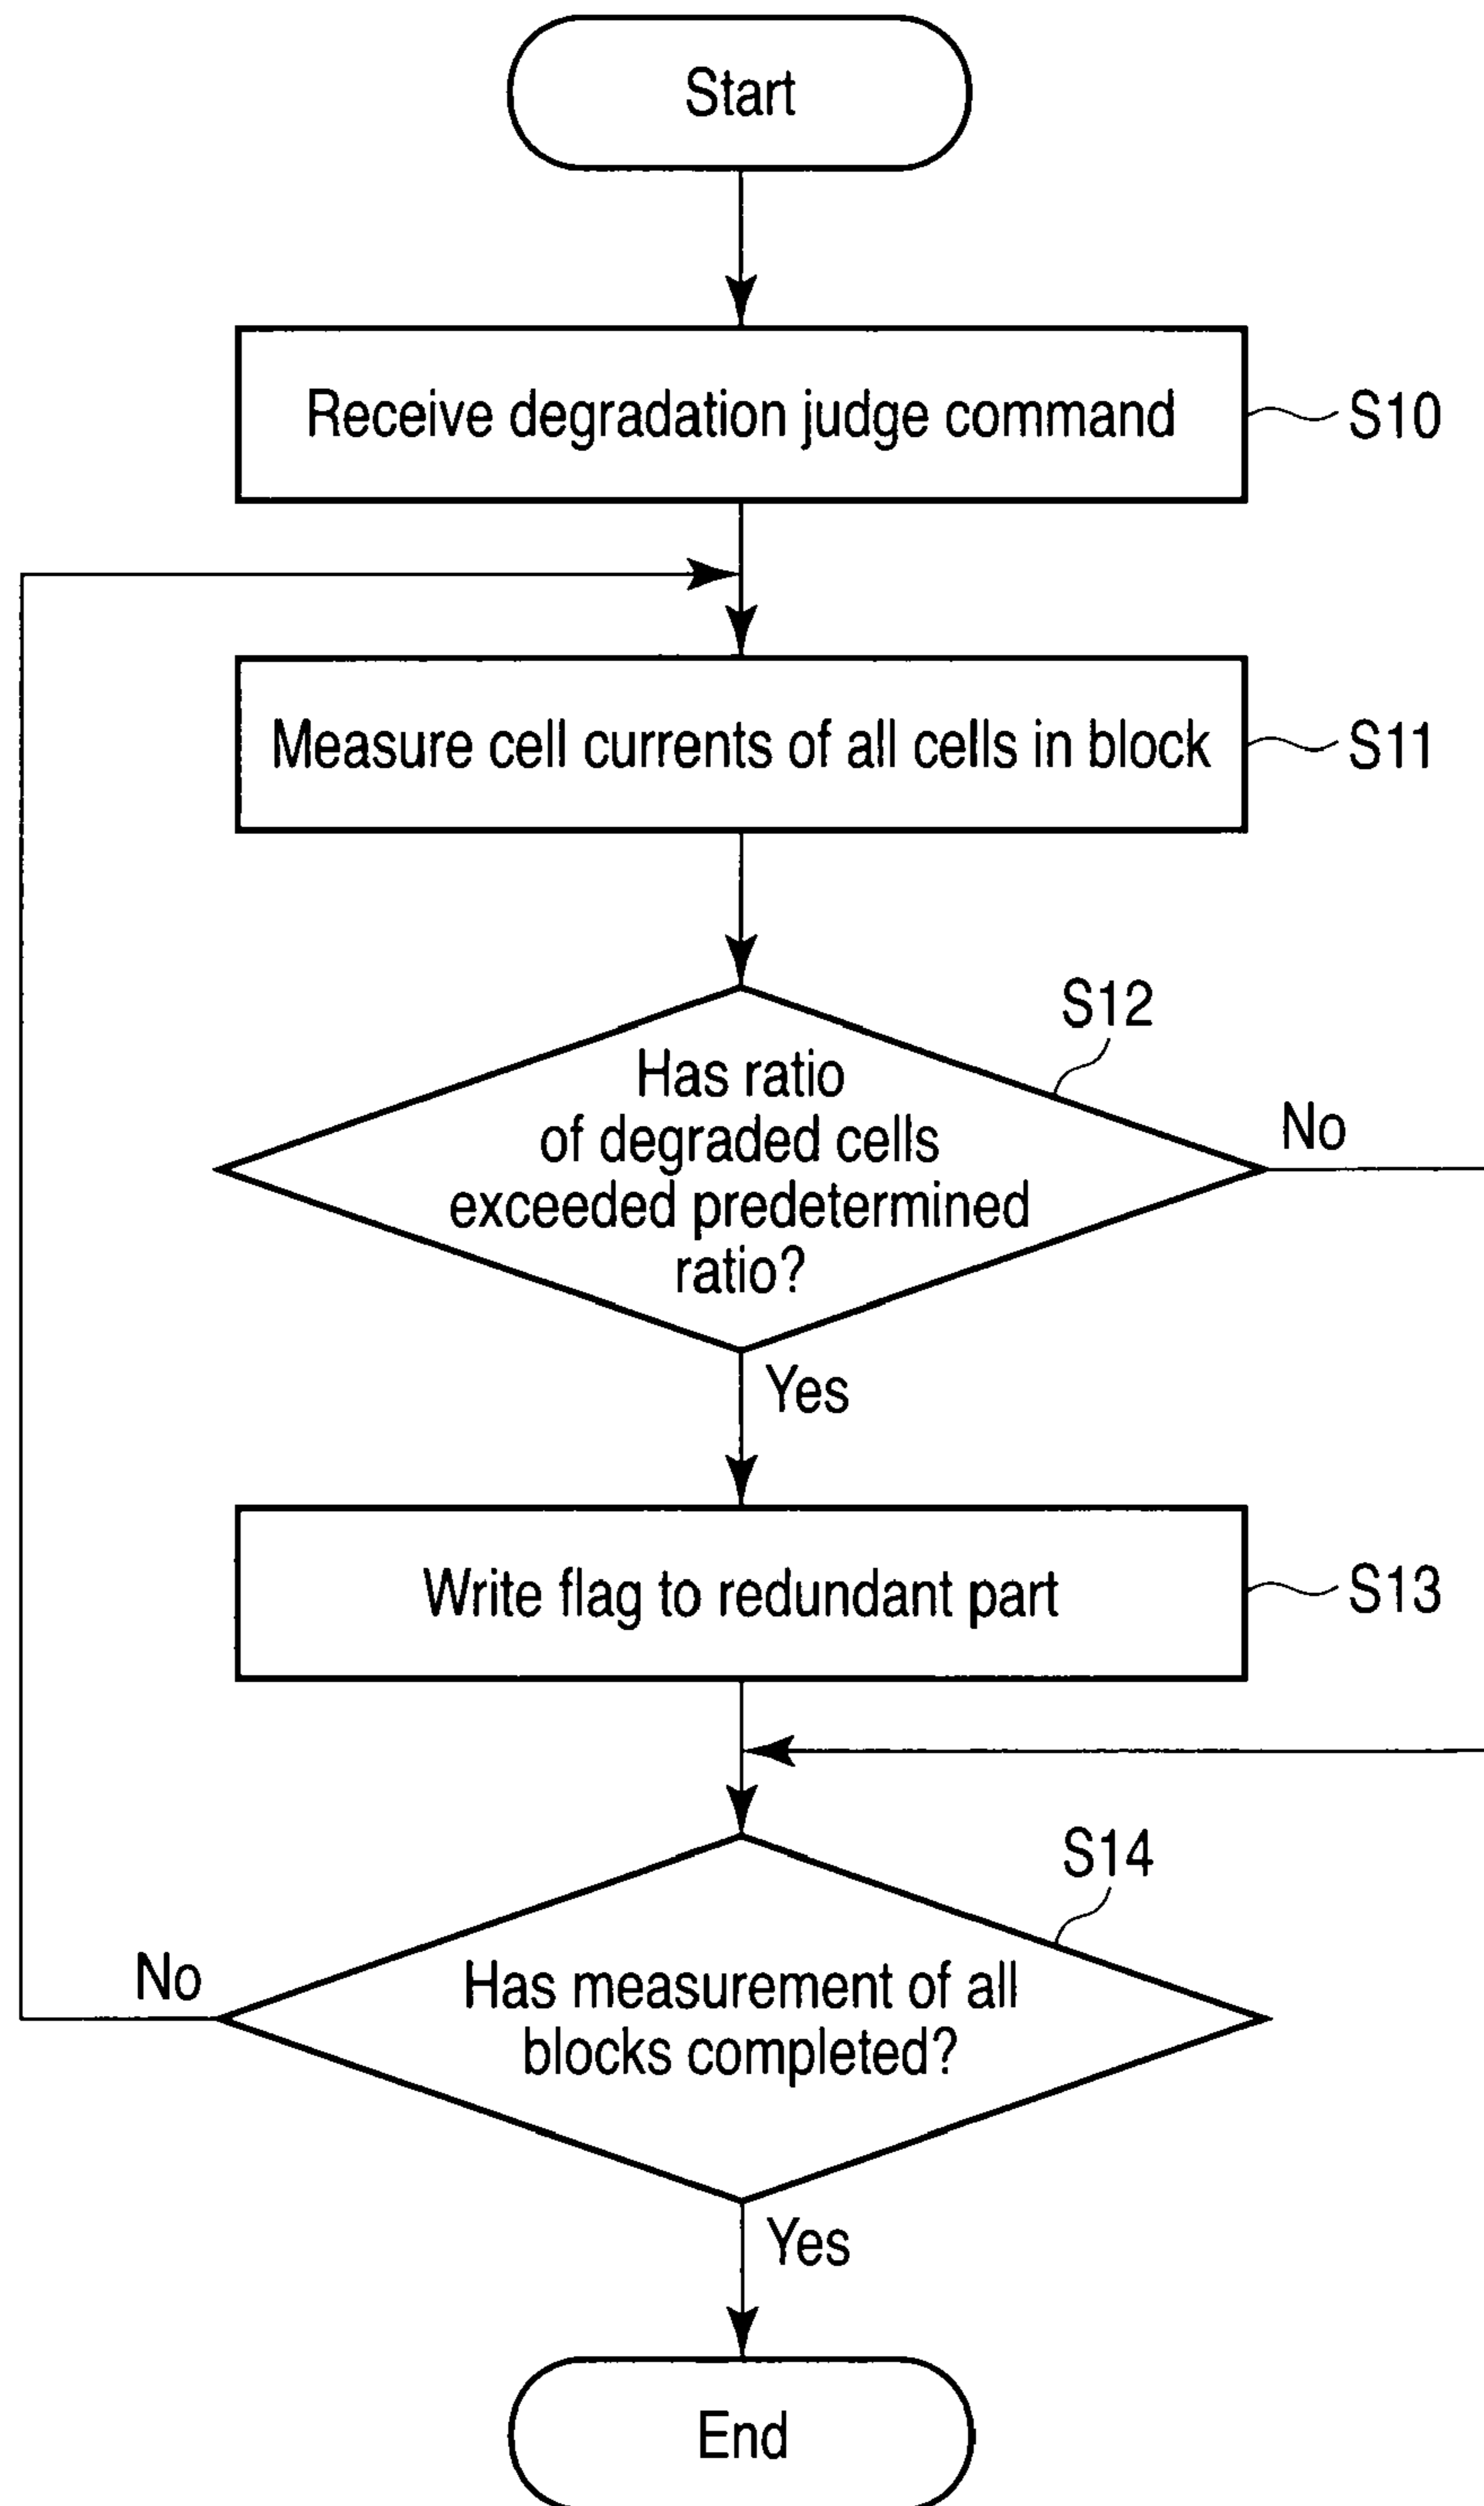 Start
Receive degradation judge command
S10
Measure cell currents of all cells in block
S11
S12
Has ratio
of degraded cells
exceeded predetermined
ratio?
No
Yes
Write flag to redundant part
S13
S14
Has measurement of all
blocks completed?
No
Yes
End